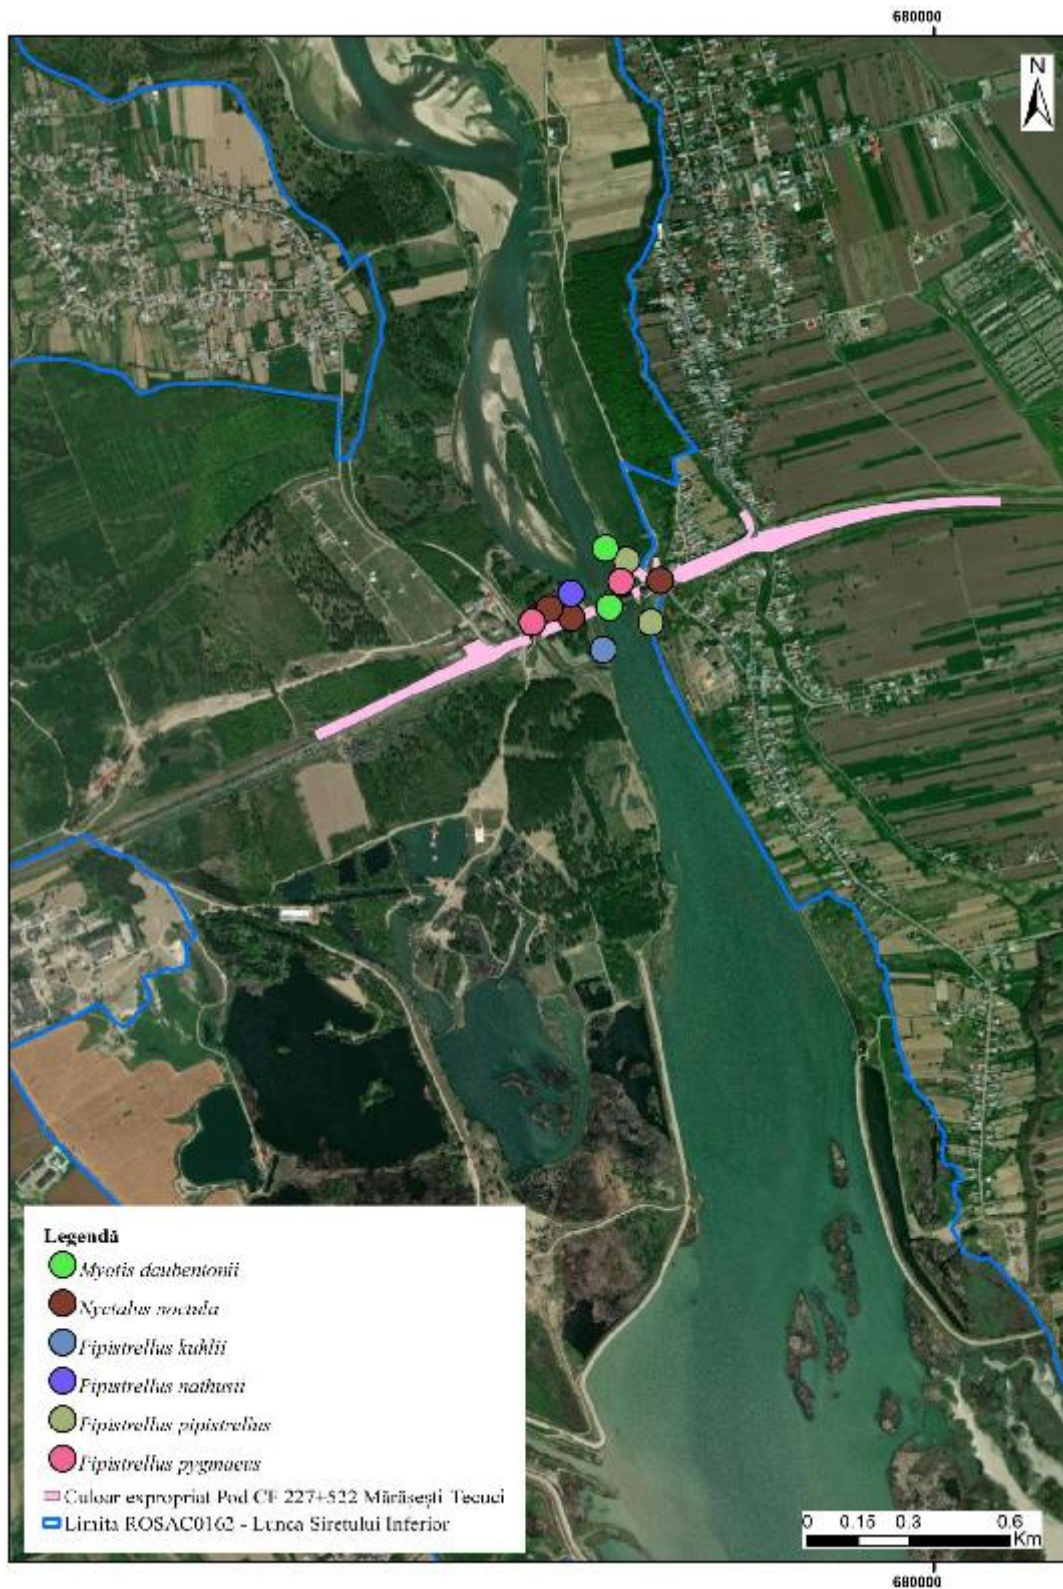 680000
N
Legendă
Myotis daubentonii
Nyctalus noctula
Pipistrellus kuhlii
Pipistrellus nathusii
Pipistrellus pipistrellus
Pipistrellus pygmaeus
Culoar expropriat Pod CF 227+522 Mărășești Tecuci
Limita ROSAC0162 - Lunca Siretului Inferior
0 0.15 0.3 0.6
Km
680000